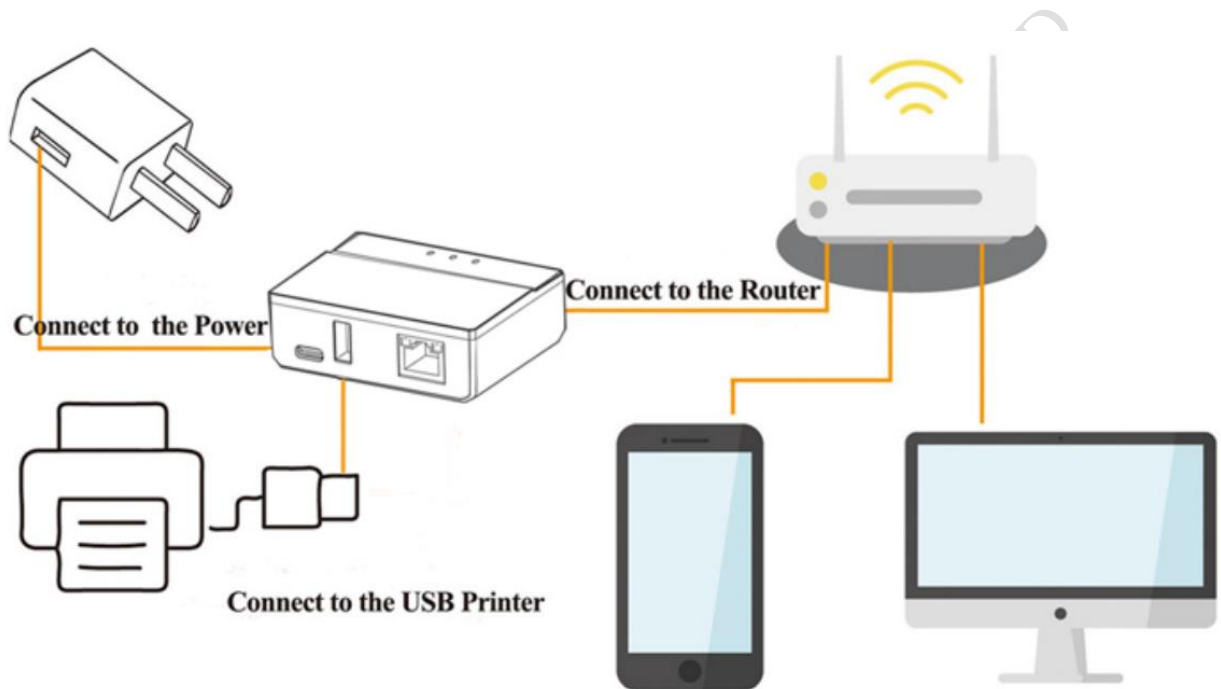 Connect to the Router
Connect to the Power
Connect to the USB Printer